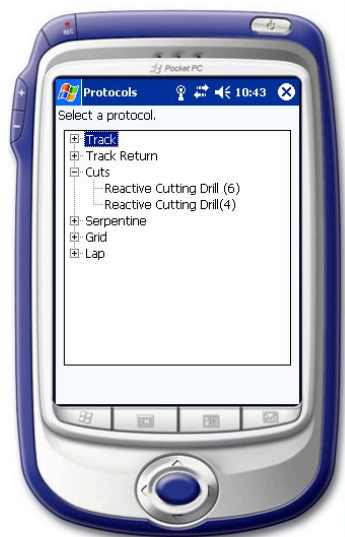 REC
Pocket PC
Protocols 10:43
Select a protocol.
Track
Track Return
Cuts
Reactive Cutting Drill (6)
Reactive Cutting Drill(4)
Serpentine
Grid
Lap